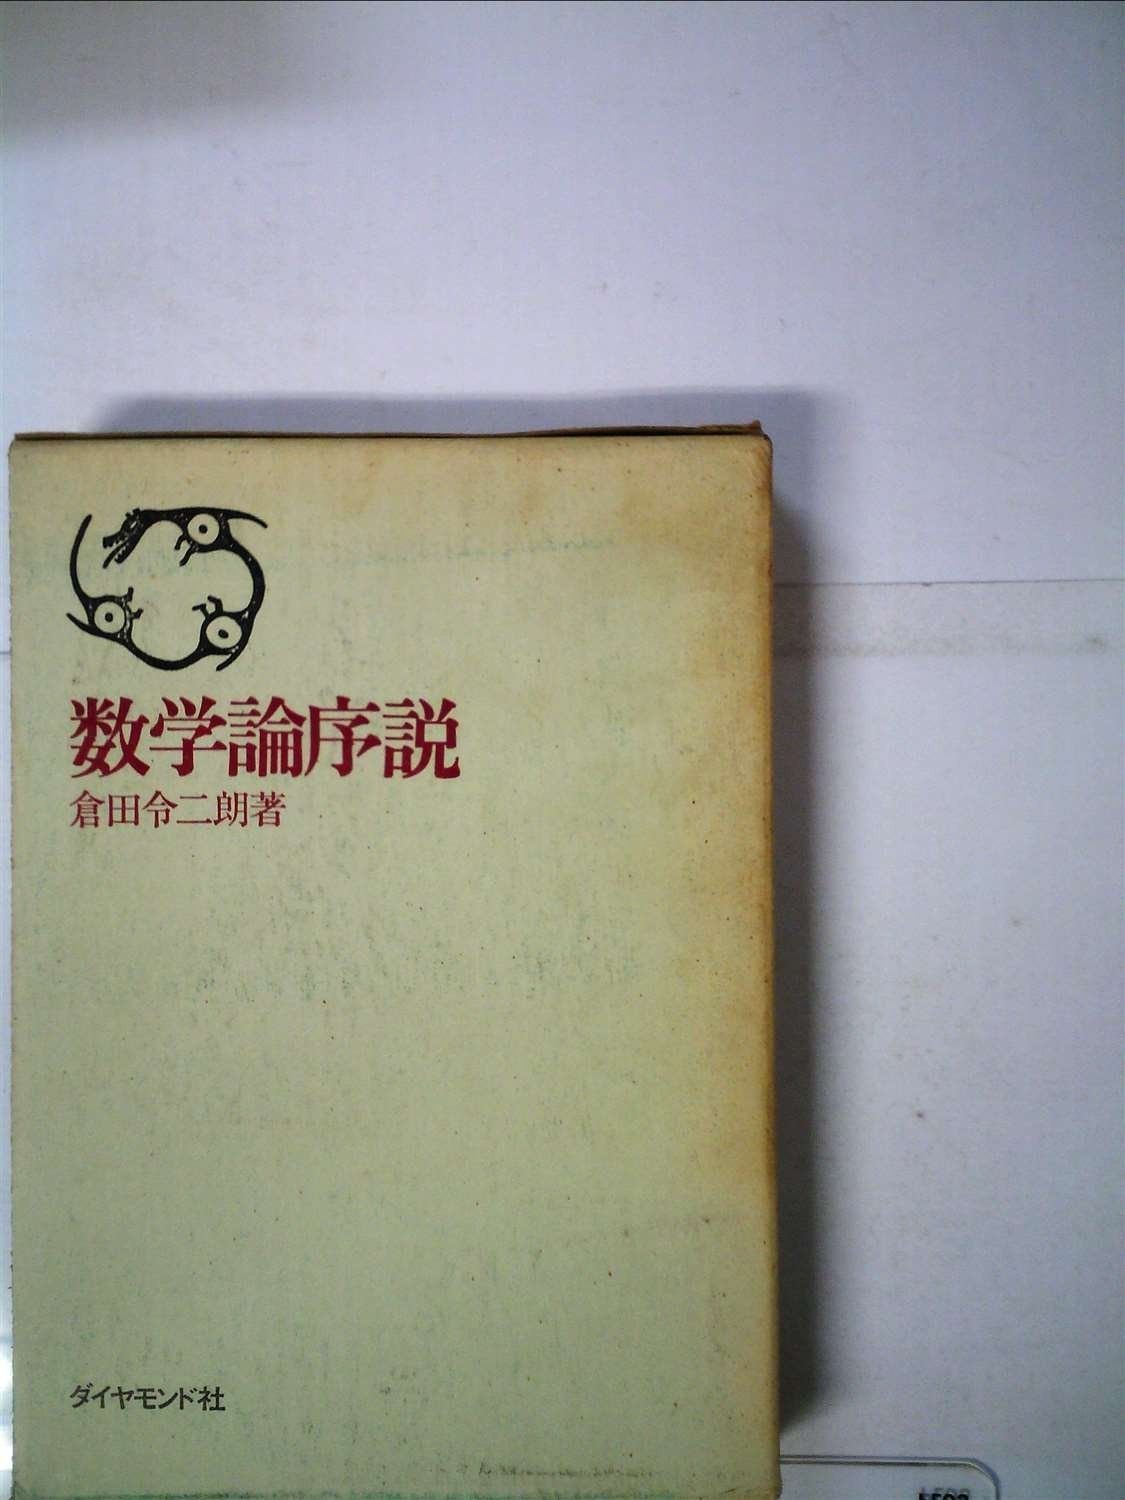 数学論序説
倉田令二朗著
ダイヤモンド社